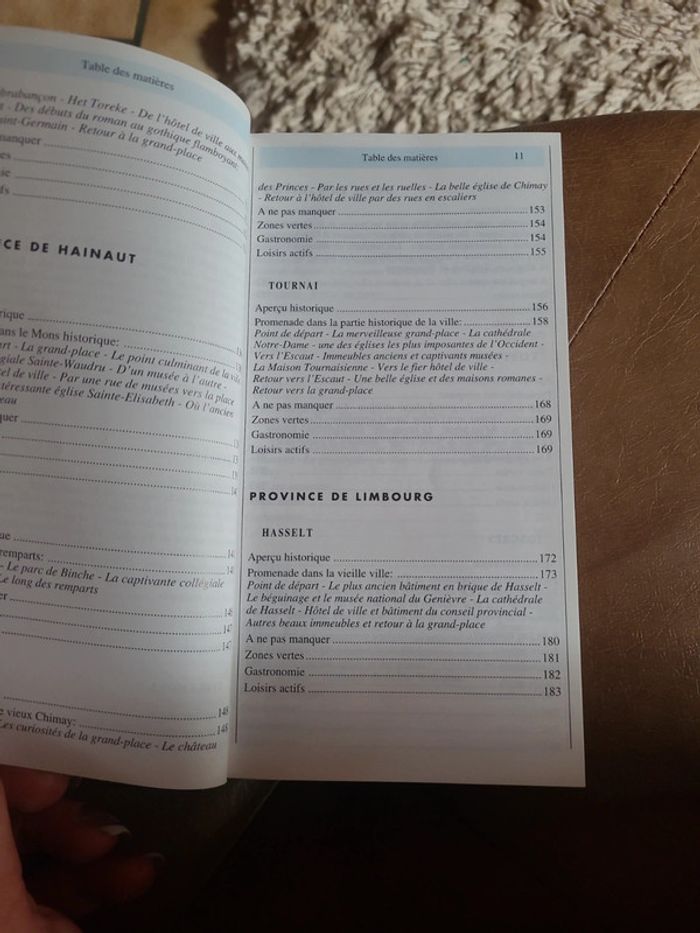 Table des matières
brabançon - Het Toreke - De l'hôtel de ville aux
- Des débuts du roman au gothique flamboyant:
Saint-Germain - Retour à la grand-place
manquer
CE DE HAINAUT
rique
ans le Mons historique:
art - La grand-place - Le point culminant de la ville
giale Sainte-Waudru - D'un musée à l'autre -
tel de ville - Par une rue de musées vers la place
téressante église Sainte-Elisabeth - Où l'ancien
eau
quer
ue
remparts:
- Le parc de Binche - La captivante collégiale
Le long des remparts
er 146
147
147
148
e vieux Chimay: 148
Les curiosités de la grand-place - Le château
Table des matières 11
des Princes - Par les rues et les ruelles - La belle église de Chimay
- Retour à l'hôtel de ville par des rues en escaliers
A ne pas manquer 153
Zones vertes 154
Gastronomie 154
Loisirs actifs 155
TOURNAI
Aperçu historique 156
Promenade dans la partie historique de la ville: 158
Point de départ - La merveilleuse grand-place - La cathédrale
Notre-Dame - une des églises les plus imposantes de l'Occident -
Vers l'Escaut - Immeubles anciens et captivants musées -
La Maison Tournaisienne - Vers le fier hôtel de ville -
Retour vers l'Escaut - Une belle église et des maisons romanes -
Retour vers la grand-place
A ne pas manquer 168
Zones vertes 169
Gastronomie 169
Loisirs actifs 169
PROVINCE DE LIMBOURG
HASSELT
Aperçu historique 172
Promenade dans la vieille ville: 173
Point de départ - Le plus ancien bâtiment en brique de Hasselt -
Le béguinage et le musée national du Genièvre - La cathédrale
de Hasselt - Hôtel de ville et bâtiment du conseil provincial -
Autres beaux immeubles et retour à la grand-place
A ne pas manquer 180
Zones vertes 181
Gastronomie 182
Loisirs actifs 183